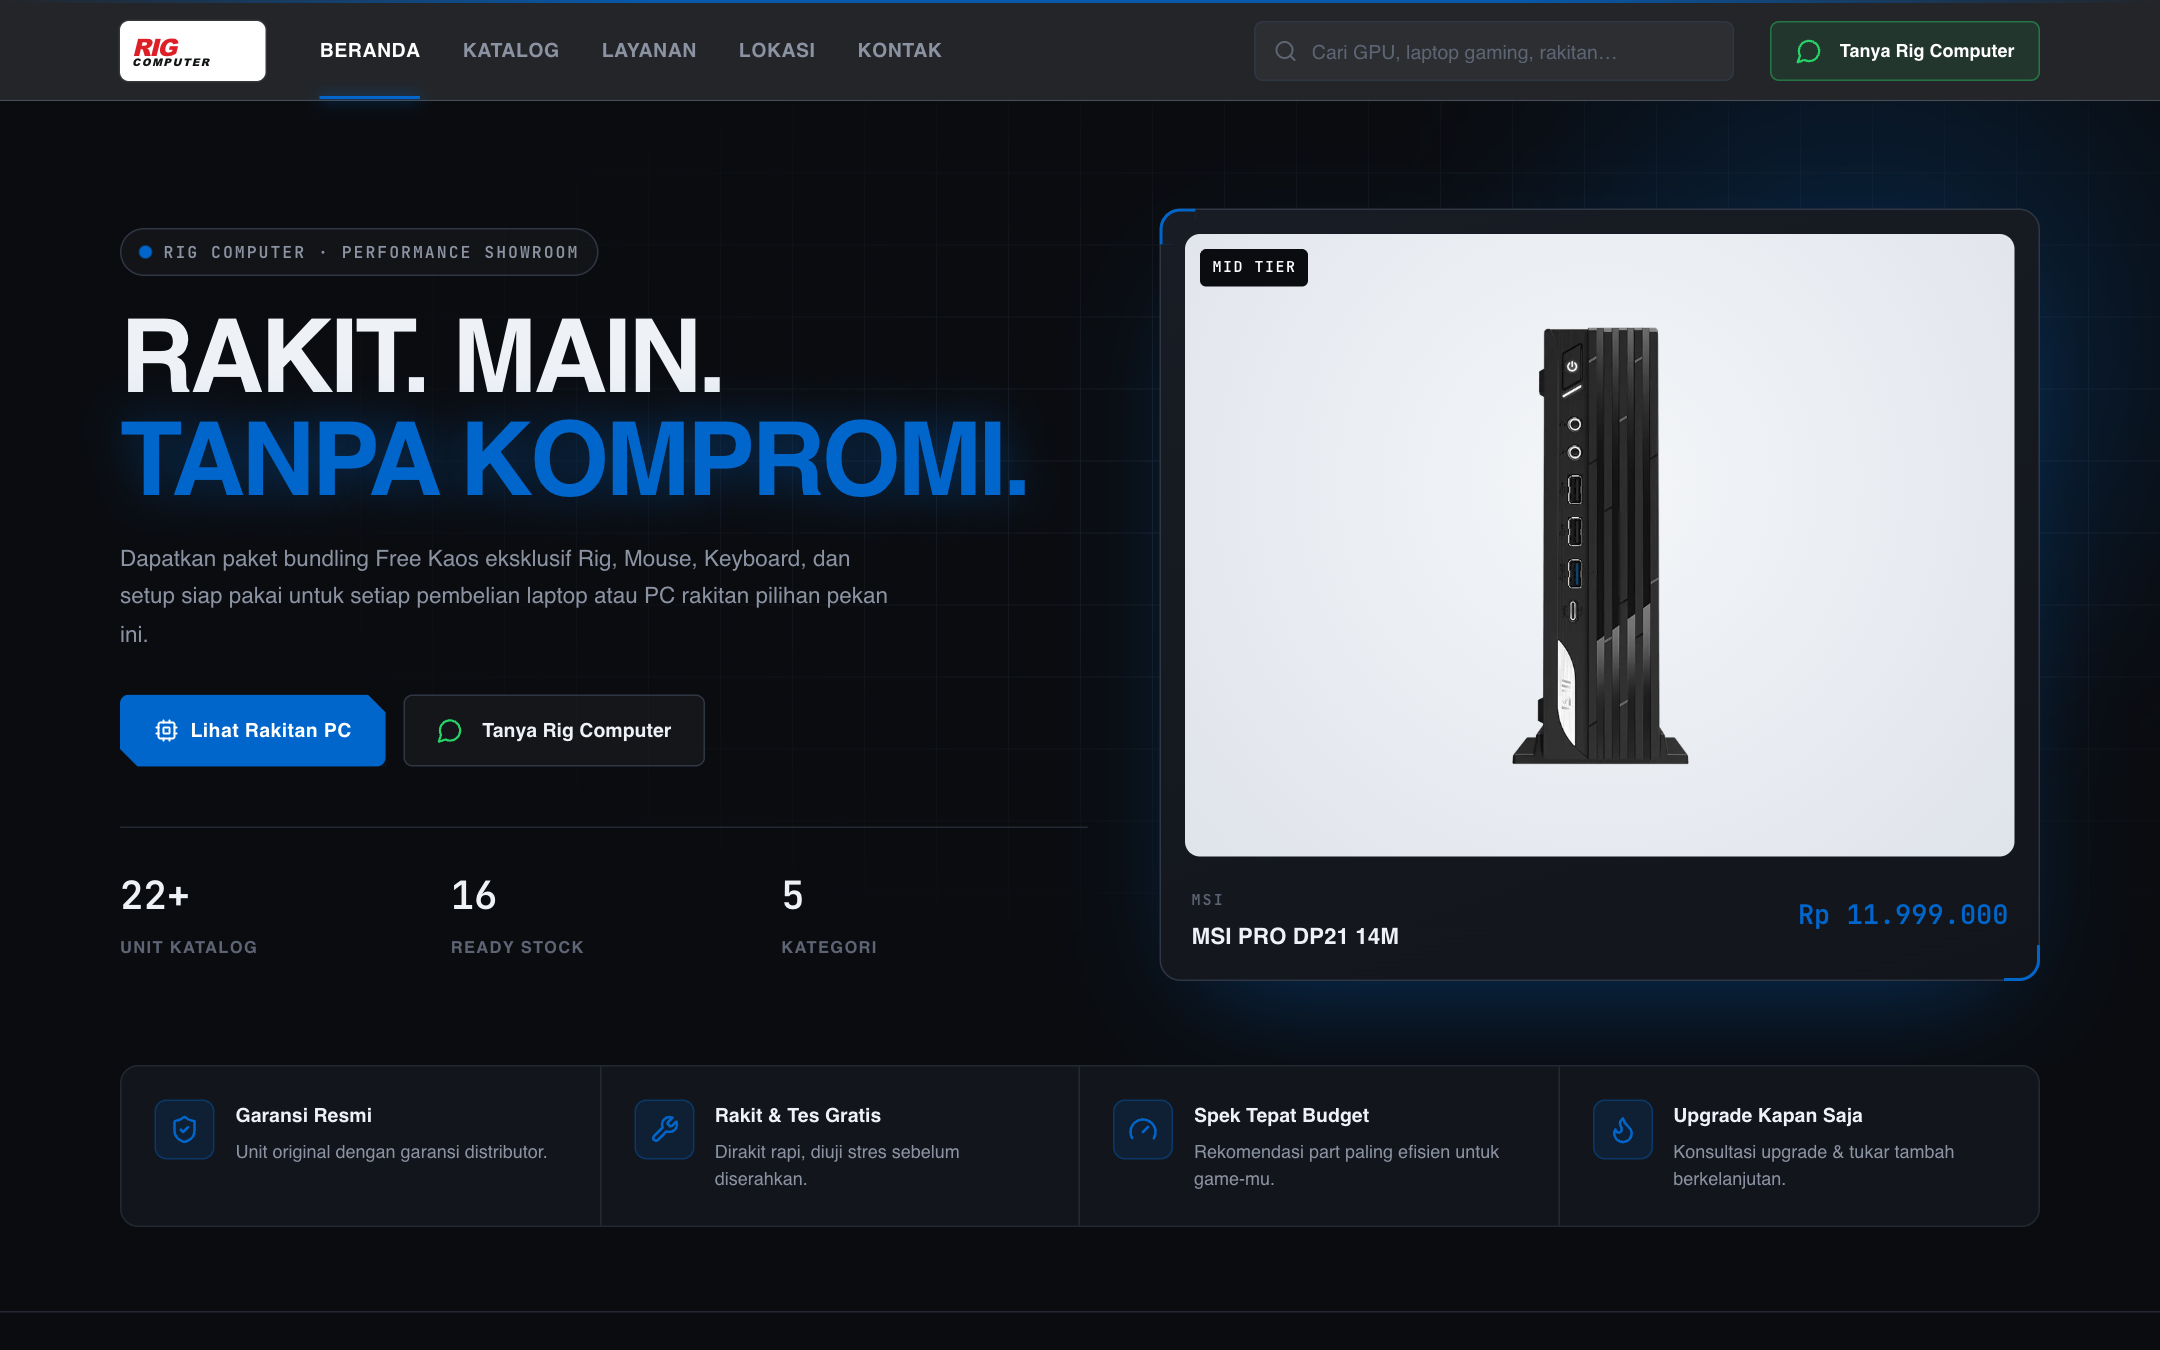 RIG
COMPUTER
BERANDA
KATALOG
LAYANAN
LOKASI
KONTAK
Cari GPU, laptop gaming, rakitan...
Tanya Rig Computer
RIG COMPUTER · PERFORMANCE SHOWROOM
RAKIT. MAIN.
TANPA KOMPROMI.
Dapatkan paket bundling Free Kaos eksklusif Rig, Mouse, Keyboard, dan
setup siap pakai untuk setiap pembelian laptop atau PC rakitan pilihan pekan
ini.
Lihat Rakitan PC
Tanya Rig Computer
22+
UNIT KATALOG
16
READY STOCK
5
KATEGORI
MID TIER
MSI
MSI
MSI PRO DP21 14M
Rp 11.999.000
Garansi Resmi
Unit original dengan garansi distributor.
Rakit & Tes Gratis
Dirakit rapi, diuji stres sebelum
diserahkan.
Spek Tepat Budget
Rekomendasi part paling efisien untuk
game-mu.
Upgrade Kapan Saja
Konsultasi upgrade & tukar tambah
berkelanjutan.